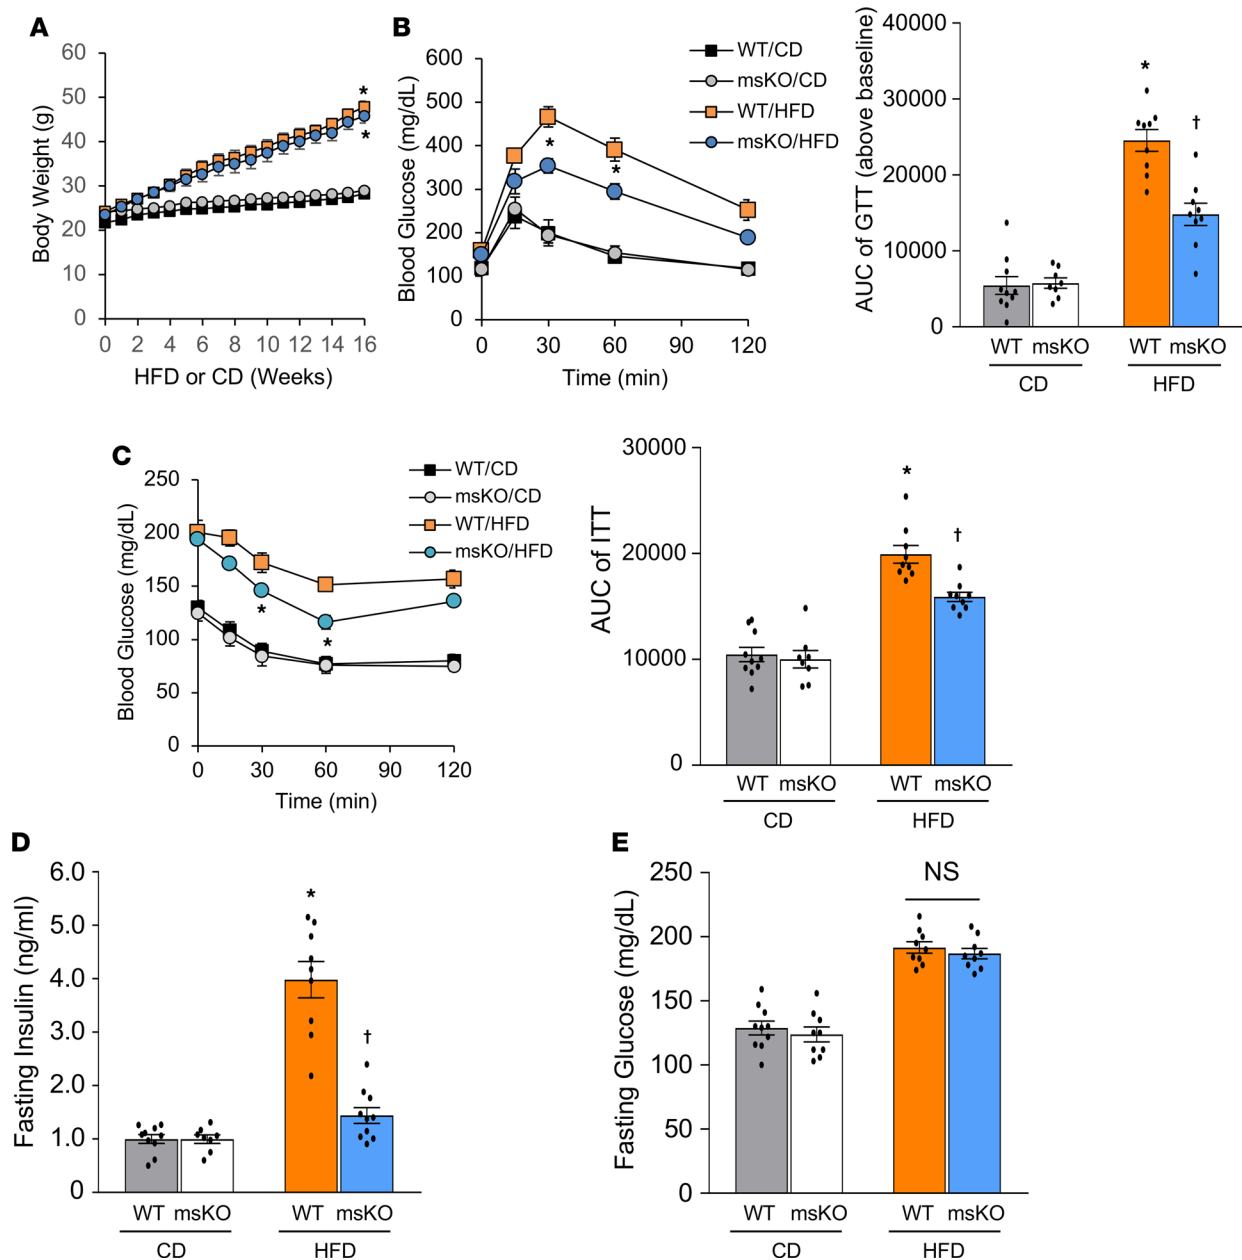 A
Body Weight (g)
60
50
40
30
20
10
0
0 2 4 6 8 10 12 14 16
HFD or CD (Weeks)
*
*
B
Blood Glucose (mg/dL)
600
500
400
300
200
100
0
0 30 60 90 120
Time (min)
*
*
WT/CD
msKO/CD
WT/HFD
msKO/HFD
AUC of GTT (above baseline)
40000
30000
20000
10000
0
*
†
WT msKO WT msKO
CD HFD
C
Blood Glucose (mg/dL)
250
200
150
100
50
0
0 30 60 90 120
Time (min)
*
*
WT/CD
msKO/CD
WT/HFD
msKO/HFD
AUC of ITT
30000
20000
10000
0
*
†
WT msKO WT msKO
CD HFD
D
Fasting Insulin (ng/ml)
6.0
5.0
4.0
3.0
2.0
1.0
0
*
†
WT msKO WT msKO
CD HFD
E
Fasting Glucose (mg/dL)
250
200
150
100
50
0
NS
WT msKO WT msKO
CD HFD